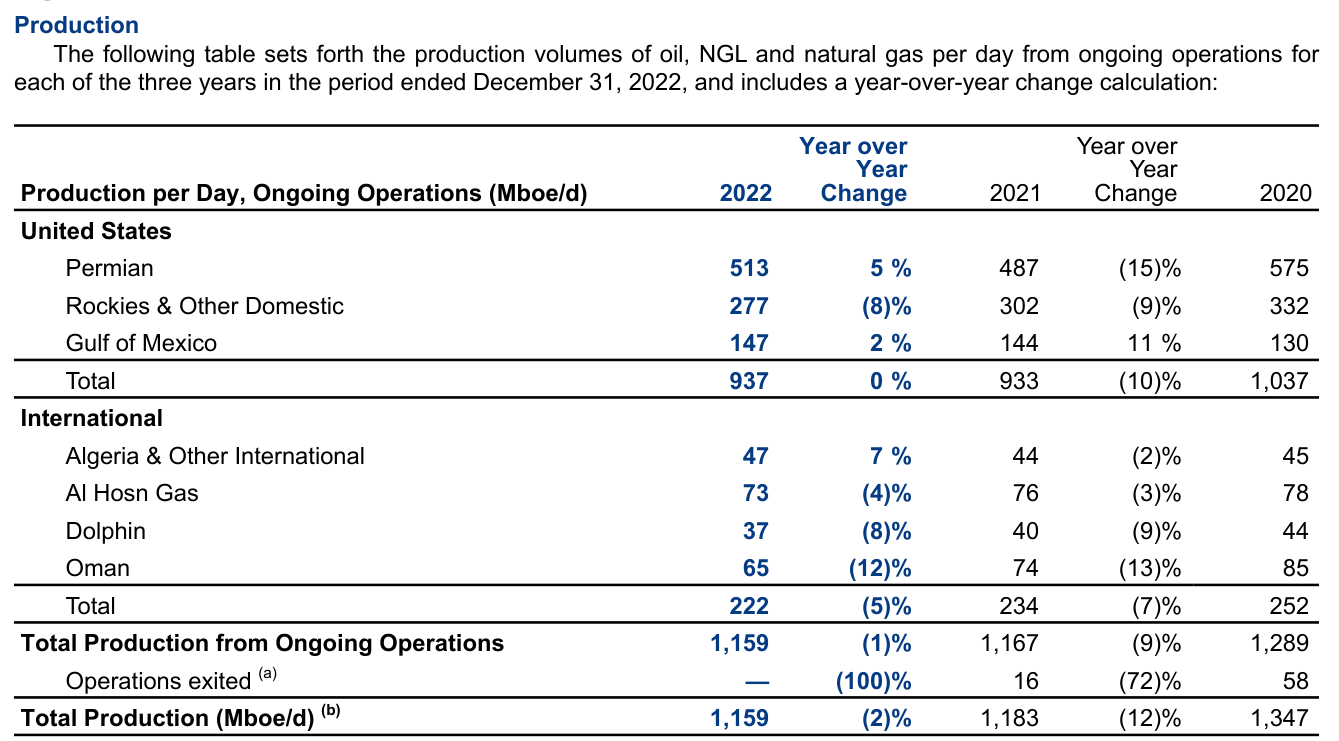 Production
The following table sets forth the production volumes of oil, NGL and natural gas per day from ongoing operations for
each of the three years in the period ended December 31, 2022, and includes a year-over-year change calculation:
Production per Day, Ongoing Operations (Mboe/d) 2022 Year over Year Change 2021 Year over Year Change 2020
United States
Permian 513 5 % 487 (15)% 575
Rockies & Other Domestic 277 (8)% 302 (9)% 332
Gulf of Mexico 147 2 % 144 11 % 130
Total 937 0 % 933 (10)% 1,037
International
Algeria & Other International 47 7 % 44 (2)% 45
Al Hosn Gas 73 (4)% 76 (3)% 78
Dolphin 37 (8)% 40 (9)% 44
Oman 65 (12)% 74 (13)% 85
Total 222 (5)% 234 (7)% 252
Total Production from Ongoing Operations 1,159 (1)% 1,167 (9)% 1,289
Operations exited (a) — (100)% 16 (72)% 58
Total Production (Mboe/d) (b) 1,159 (2)% 1,183 (12)% 1,347